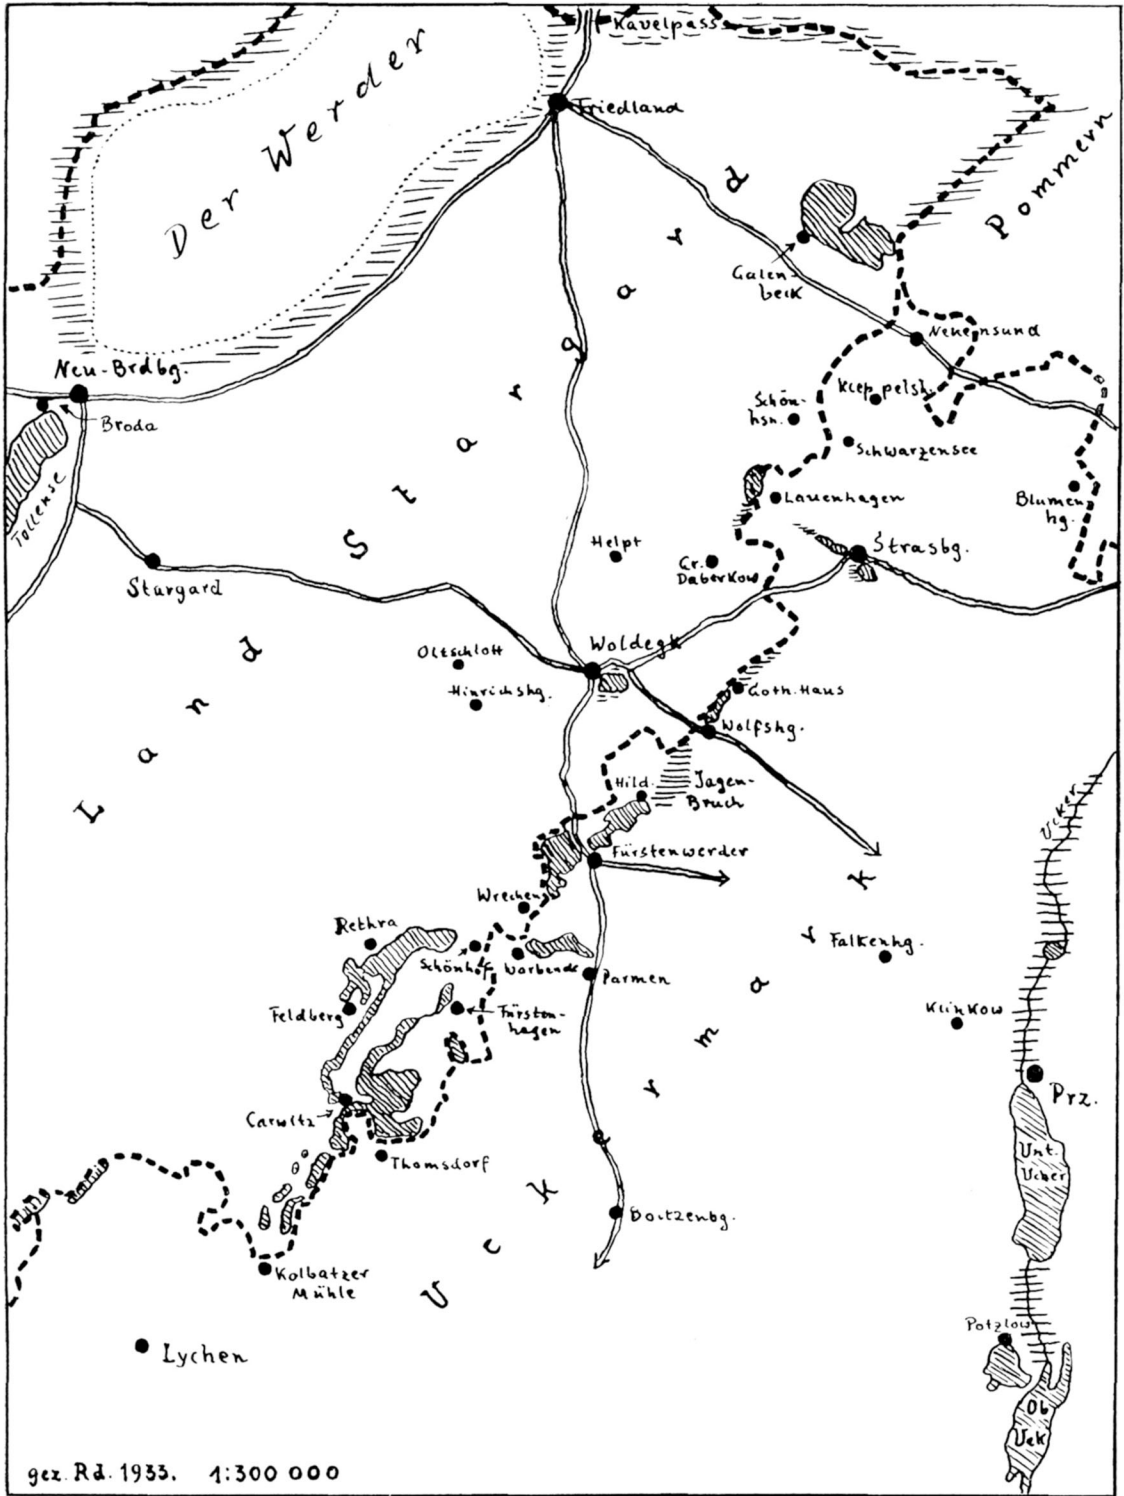 Kavelpass
Der Werder
Friedland
Pommern
Galen-
beck
Neuensund
Neu-Brdbg.
Broda
Tollense
Schön-
hsn.
Kleppelsh.
Schwarzensee
Lauenhagen
Blumen
hg.
Stargard
Helpt
Gr.
Daberkow
Strasbg.
Land Stargard
Oltschlott
Hinrichshg.
Woldegk
Goth. Haus
Wolfshg.
Hild.
Jagen-
Bruch
Ucker
Fürstenwerder
Wrechen
Rethra
Schönhof
Warbende
Parmen
Falkenhg.
Feldberg
Fürsten-
hagen
Klinkow
Prz.
Carwitz
Thomsdorf
Unt.
Ucker
Uckermark
Boitzenbg.
Kolbatzer
Mühle
Lychen
Potzlow
Ob
Uck
gez. Rd. 1933. 1:300 000